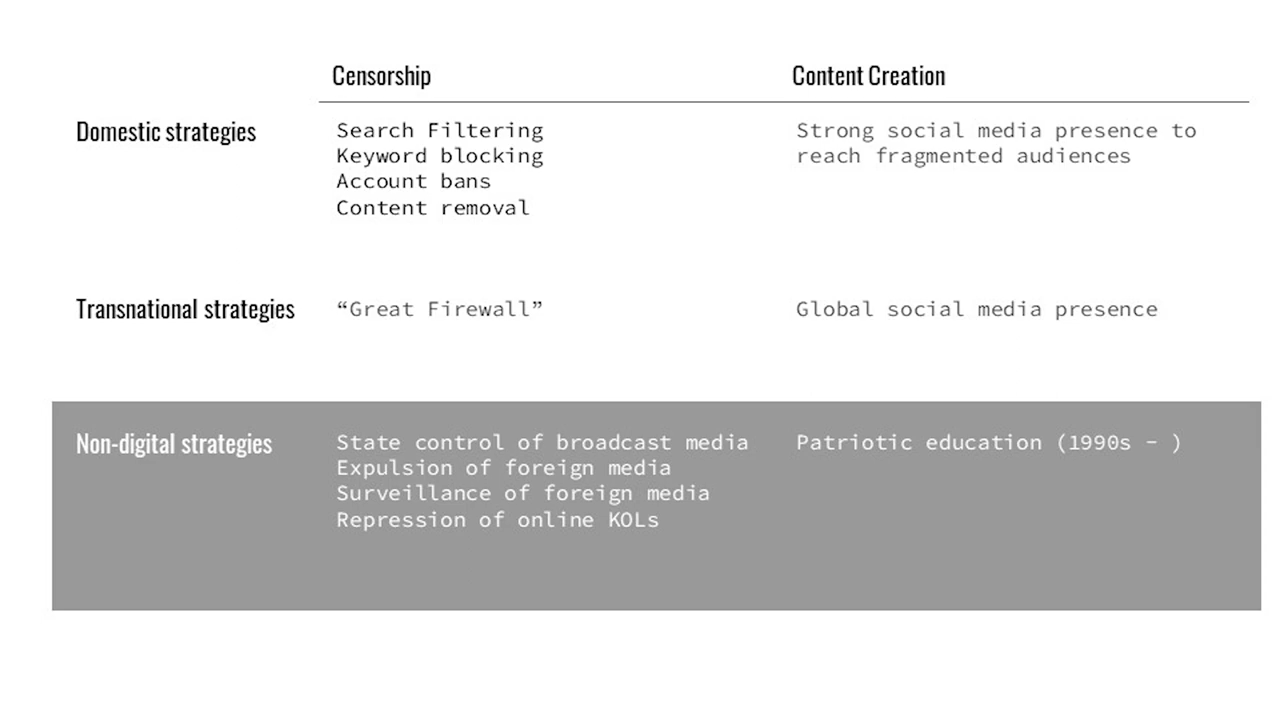 Censorship
Content Creation
Domestic strategies
Search Filtering
Keyword blocking
Account bans
Content removal
Strong social media presence to
reach fragmented audiences
Transnational strategies
“Great Firewall”
Global social media presence
Non-digital strategies
State control of broadcast media
Expulsion of foreign media
Surveillance of foreign media
Repression of online KOLs
Patriotic education (1990s – )